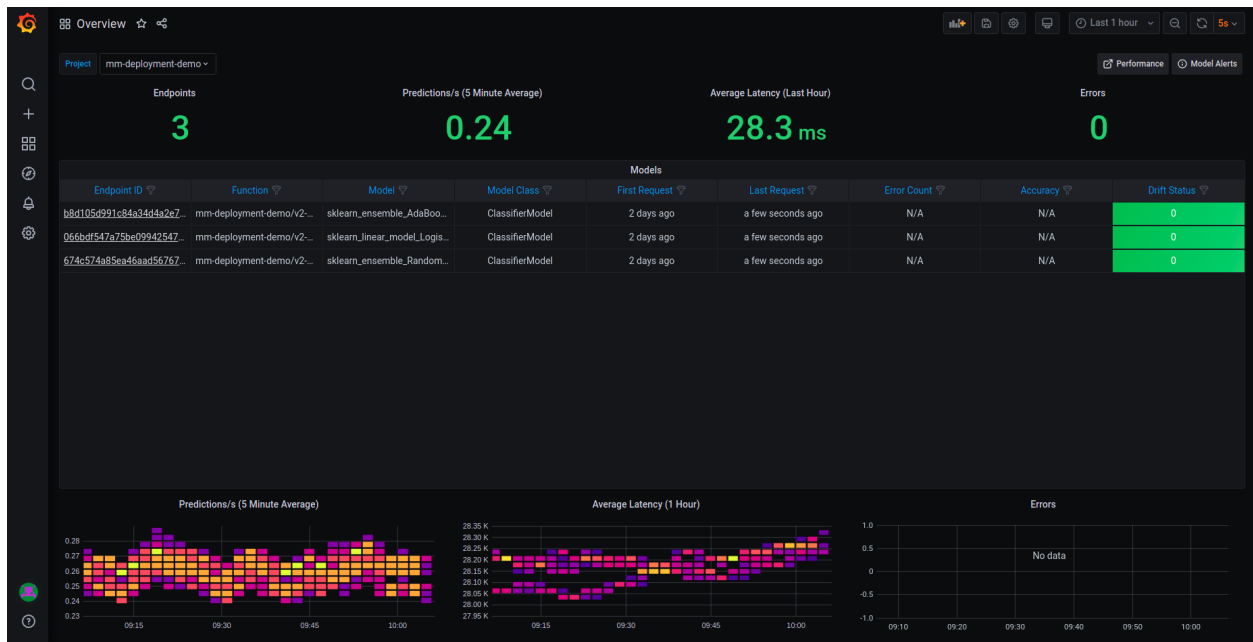 Overview
Last 1 hour
5s
Project mm-deployment-demo
Performance
Model Alerts
Endpoints
3
Predictions/s (5 Minute Average)
0.24
Average Latency (Last Hour)
28.3 ms
Errors
0
Models
Endpoint ID Function Model Model Class First Request Last Request Error Count Accuracy Drift Status
b8d105d991c84a34d4a2e7... mm-deployment-demo/v2-... sklearn_ensemble_AdaBoo... ClassifierModel 2 days ago a few seconds ago N/A N/A 0
066bdf547a75be09942547... mm-deployment-demo/v2-... sklearn_linear_model_Logis... ClassifierModel 2 days ago a few seconds ago N/A N/A 0
674c574a85ea46aad56767... mm-deployment-demo/v2-... sklearn_ensemble_Random... ClassifierModel 2 days ago a few seconds ago N/A N/A 0
Predictions/s (5 Minute Average)
0.28
0.27
0.26
0.25
0.24
0.23
09:15 09:30 09:45 10:00
Average Latency (1 Hour)
28.35 K
28.30 K
28.25 K
28.20 K
28.15 K
28.10 K
28.05 K
28.00 K
27.95 K
09:15 09:30 09:45 10:00
Errors
1.0
0.5
0
-0.5
-1.0
No data
09:10 09:20 09:30 09:40 09:50 10:00